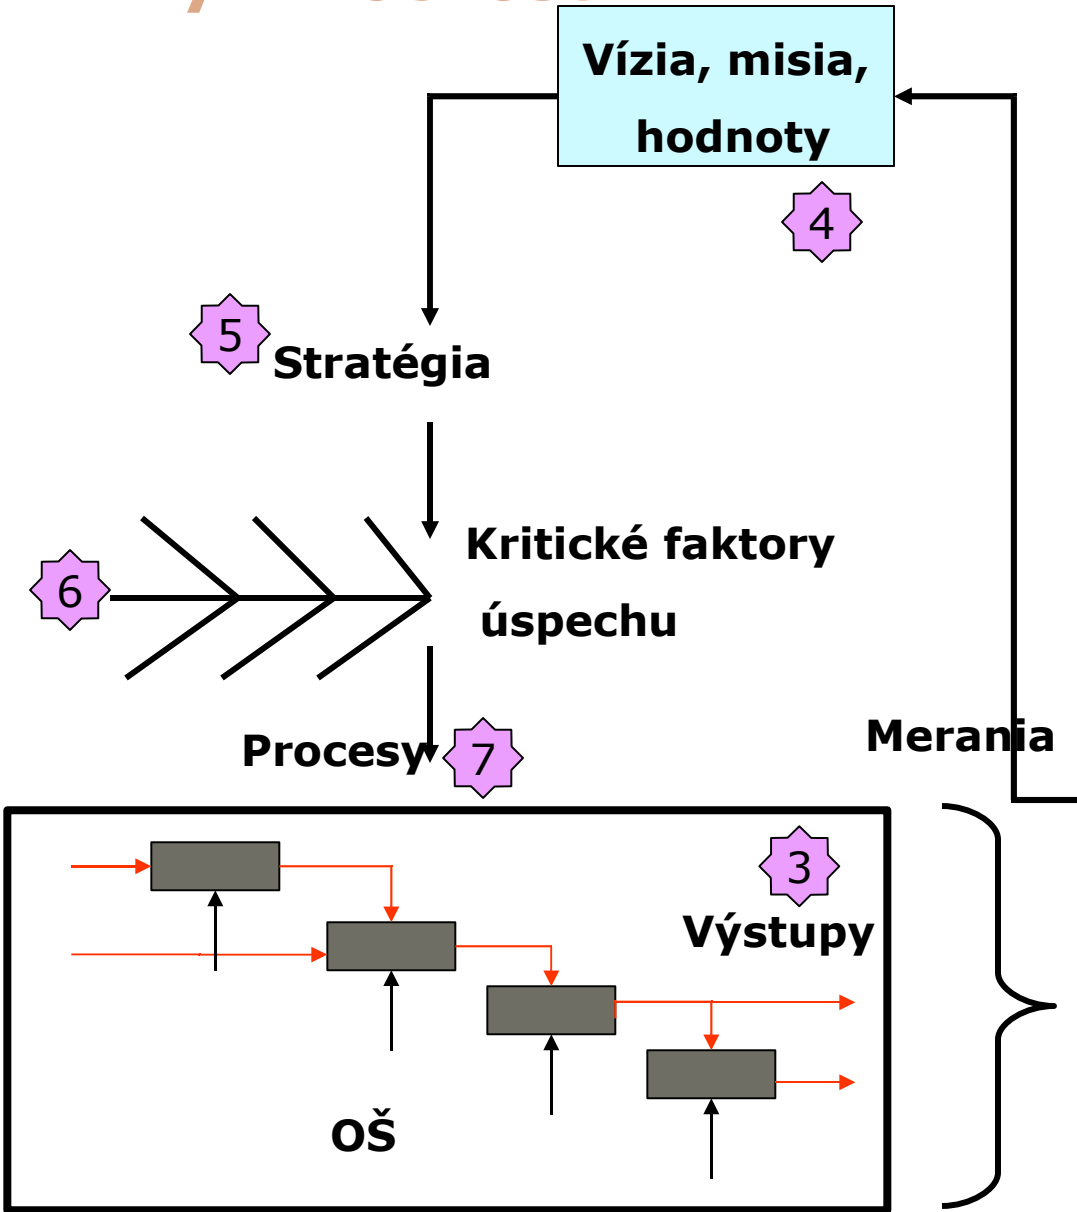 Vízia, misia,
hodnoty
4
5
Stratégia
Kritické faktory
6
úspechu
Merania
Procesy
7
3
Výstupy
OŠ